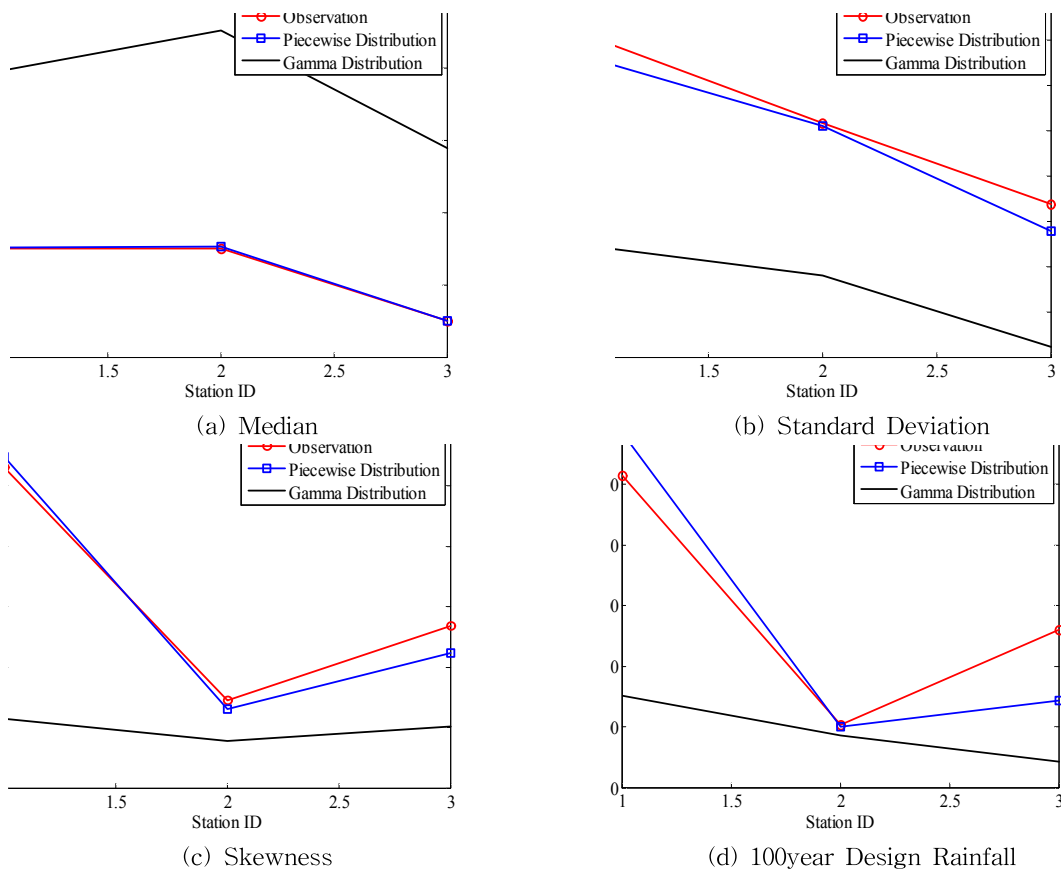 Observation
Piecewise Distribution
Gamma Distribution
1.5 2 2.5 3
Station ID
(a) Median
Observation
Piecewise Distribution
Gamma Distribution
1.5 2 2.5 3
Station ID
(b) Standard Deviation
Observation
Piecewise Distribution
Gamma Distribution
1.5 2 2.5 3
Station ID
(c) Skewness
Observation
Piecewise Distribution
Gamma Distribution
0
0
0
0
0
0
1 1.5 2 2.5 3
Station ID
(d) 100year Design Rainfall